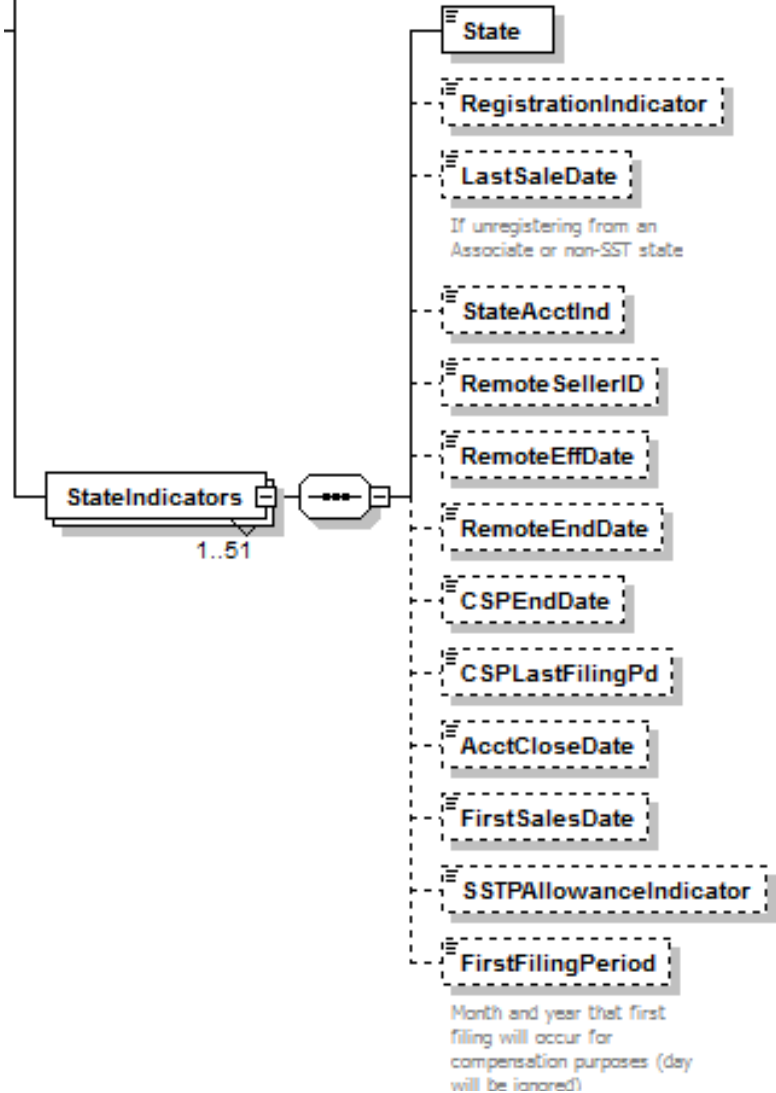 State
RegistrationIndicator
LastSaleDate
If unregistering from an
Associate or non-SST state
StateAcctInd
RemoteSellerID
RemoteEffDate
RemoteEndDate
StateIndicators
1..51
CSPEndDate
CSPLastFilingPd
AcctCloseDate
FirstSalesDate
SSTPAllowanceIndicator
FirstFilingPeriod
Month and year that first
filing will occur for
compensation purposes (day
will be ignored)